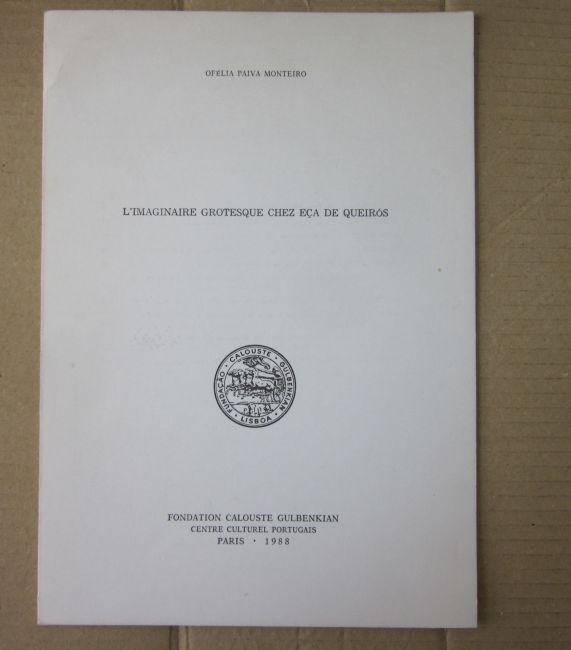 OFÉLIA PAIVA MONTEIRO
L'IMAGINAIRE GROTESQUE CHEZ EÇA DE QUEIRÓS
FUNDAÇÃO · CALOUSTE · GULBENKIAN · LISBOA ·
FONDATION CALOUSTE GULBENKIAN
CENTRE CULTUREL PORTUGAIS
PARIS · 1988